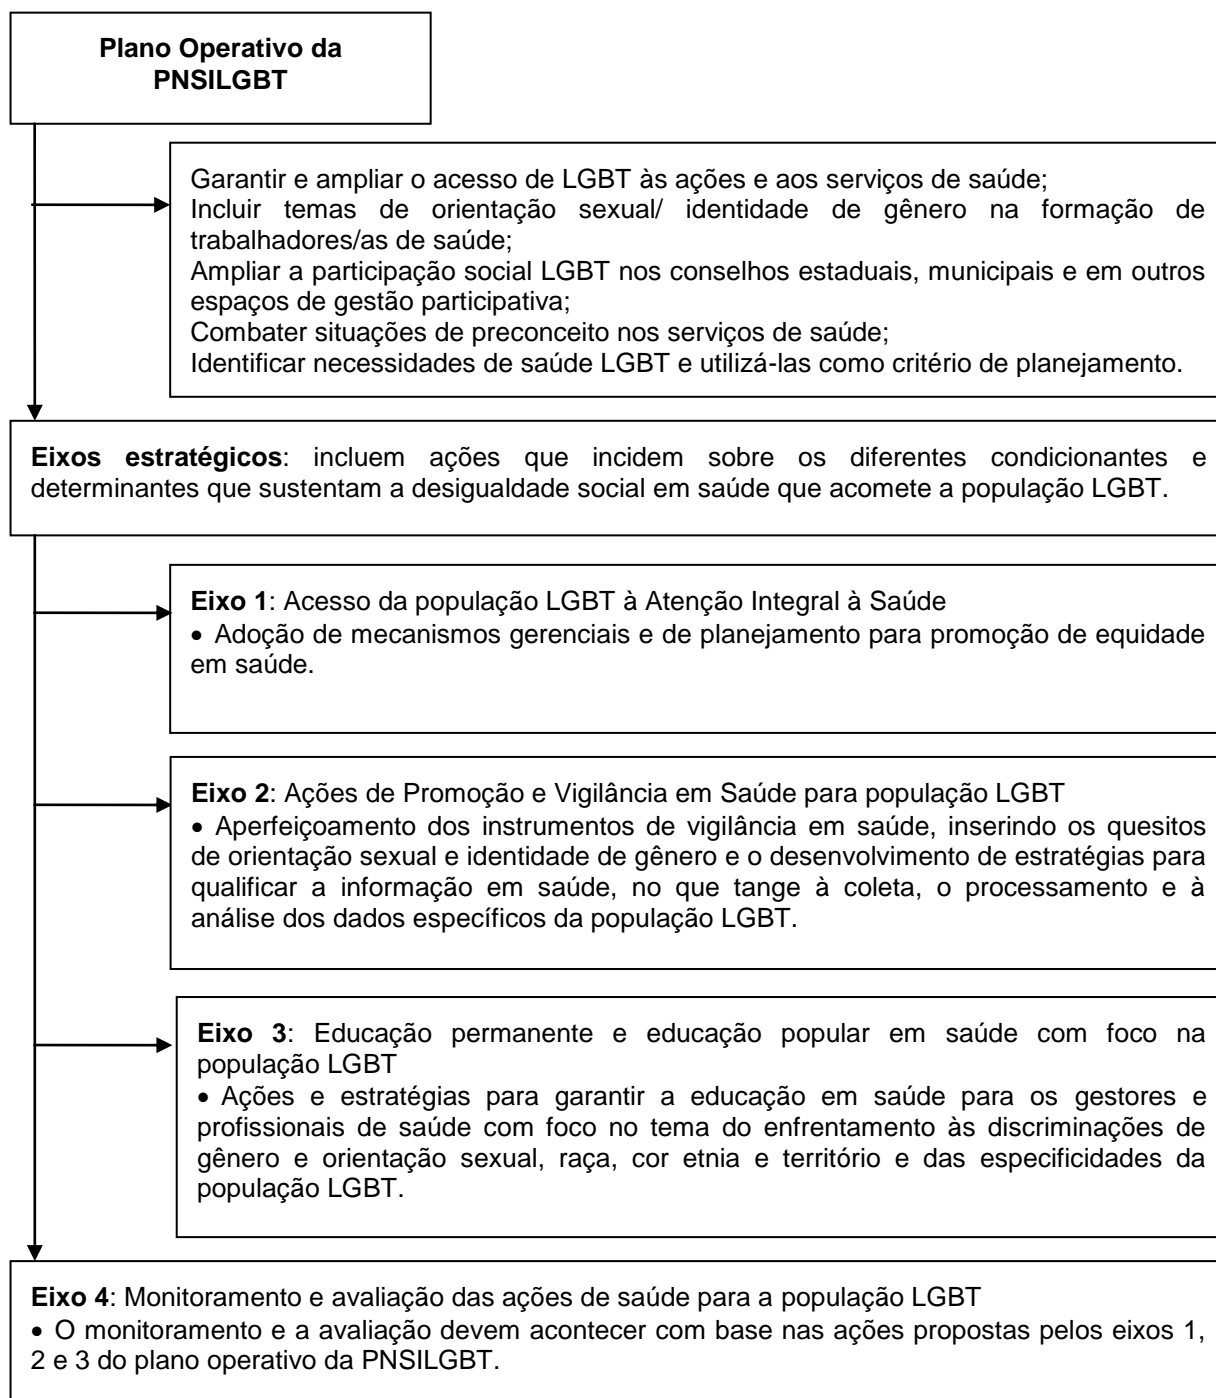 Plano Operativo da
PNSILGBT
Garantir e ampliar o acesso de LGBT às ações e aos serviços de saúde;
Incluir temas de orientação sexual/ identidade de gênero na formação de
trabalhadores/as de saúde;
Ampliar a participação social LGBT nos conselhos estaduais, municipais e em outros
espaços de gestão participativa;
Combater situações de preconceito nos serviços de saúde;
Identificar necessidades de saúde LGBT e utilizá-las como critério de planejamento.
Eixos estratégicos: incluem ações que incidem sobre os diferentes condicionantes e
determinantes que sustentam a desigualdade social em saúde que acomete a população LGBT.
Eixo 1: Acesso da população LGBT à Atenção Integral à Saúde
• Adoção de mecanismos gerenciais e de planejamento para promoção de equidade
em saúde.
Eixo 2: Ações de Promoção e Vigilância em Saúde para população LGBT
• Aperfeiçoamento dos instrumentos de vigilância em saúde, inserindo os quesitos
de orientação sexual e identidade de gênero e o desenvolvimento de estratégias para
qualificar a informação em saúde, no que tange à coleta, o processamento e à
análise dos dados específicos da população LGBT.
Eixo 3: Educação permanente e educação popular em saúde com foco na
população LGBT
• Ações e estratégias para garantir a educação em saúde para os gestores e
profissionais de saúde com foco no tema do enfrentamento às discriminações de
gênero e orientação sexual, raça, cor etnia e território e das especificidades da
população LGBT.
Eixo 4: Monitoramento e avaliação das ações de saúde para a população LGBT
• O monitoramento e a avaliação devem acontecer com base nas ações propostas pelos eixos 1,
2 e 3 do plano operativo da PNSILGBT.